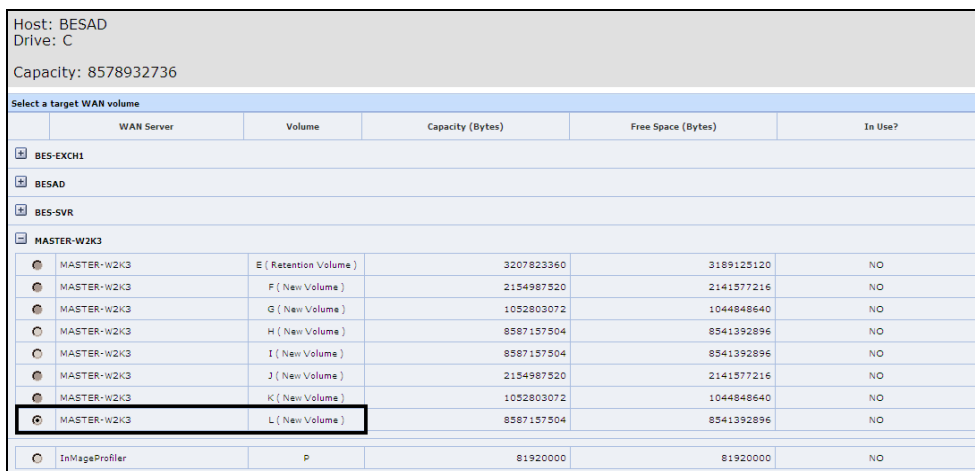 Host: BESAD
Drive: C
Capacity: 8578932736
Select a target WAN volume
WAN Server Volume Capacity (Bytes) Free Space (Bytes) In Use?
BES-EXCH1
BESAD
BES-SVR
MASTER-W2K3
MASTER-W2K3 E ( Retention Volume ) 3207823360 3189125120 NO
MASTER-W2K3 F ( New Volume ) 2154987520 2141577216 NO
MASTER-W2K3 G ( New Volume ) 1052803072 1044848640 NO
MASTER-W2K3 H ( New Volume ) 8587157504 8541392896 NO
MASTER-W2K3 I ( New Volume ) 8587157504 8541392896 NO
MASTER-W2K3 J ( New Volume ) 2154987520 2141577216 NO
MASTER-W2K3 K ( New Volume ) 1052803072 1044848640 NO
MASTER-W2K3 L ( New Volume ) 8587157504 8541392896 NO
InMageProfiler P 81920000 81920000 NO